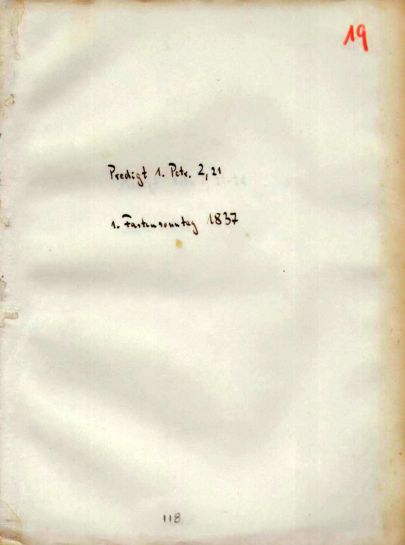 19
Predigt 1. Petr. 2,21
1. Fastensonntag 1837
118